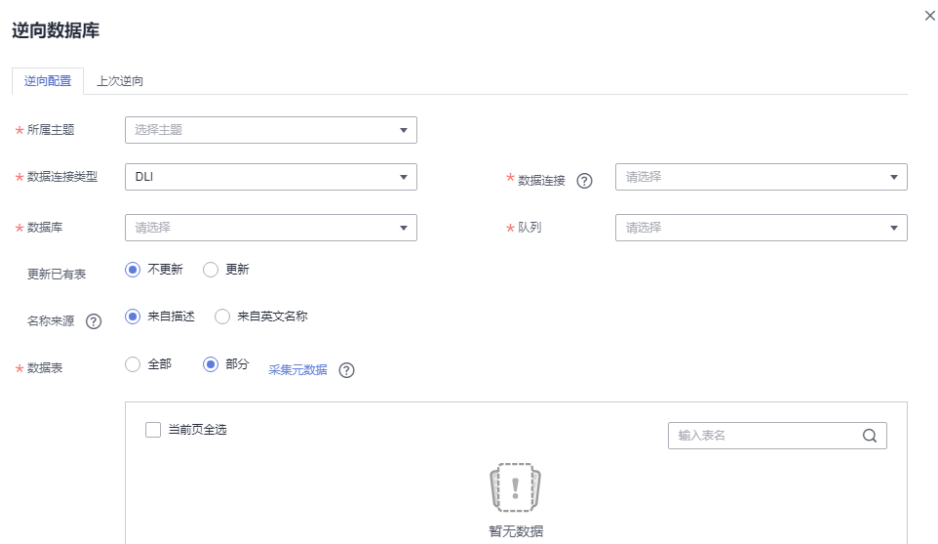 逆向数据库
逆向配置 上次逆向
* 所属主题 选择主题
* 数据连接类型 DLI * 数据连接 ? 请选择
* 数据库 请选择 * 队列 请选择
更新已有表 不更新 更新
名称来源 ? 来自描述 来自英文名称
* 数据表 全部 部分 采集元数据 ?
当前页全选 输入表名
暂无数据